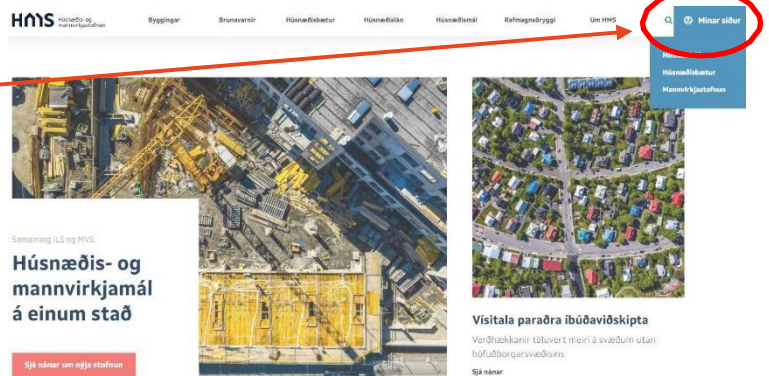 HMS Húsnæðis- og
mannvirkjastofnun
Byggingar Brunavarnir Húsnæðisbætur Húsnæðislán Húsnæðismál Rafmagnsöryggi Um HMS Mínar síður
Húsnæðisbætur
Mannvirkjastofnun
Sameining ÍLS og MVS
Húsnæðis- og
mannvirkjamál
á einum stað
Sjá nánar um nýja stofnun
Vísitala paraðra íbúðaviðskipta
Verðhækkanir töluvert meiri á svæðum utan
höfuðborgarsvæðisins
Sjá nánar